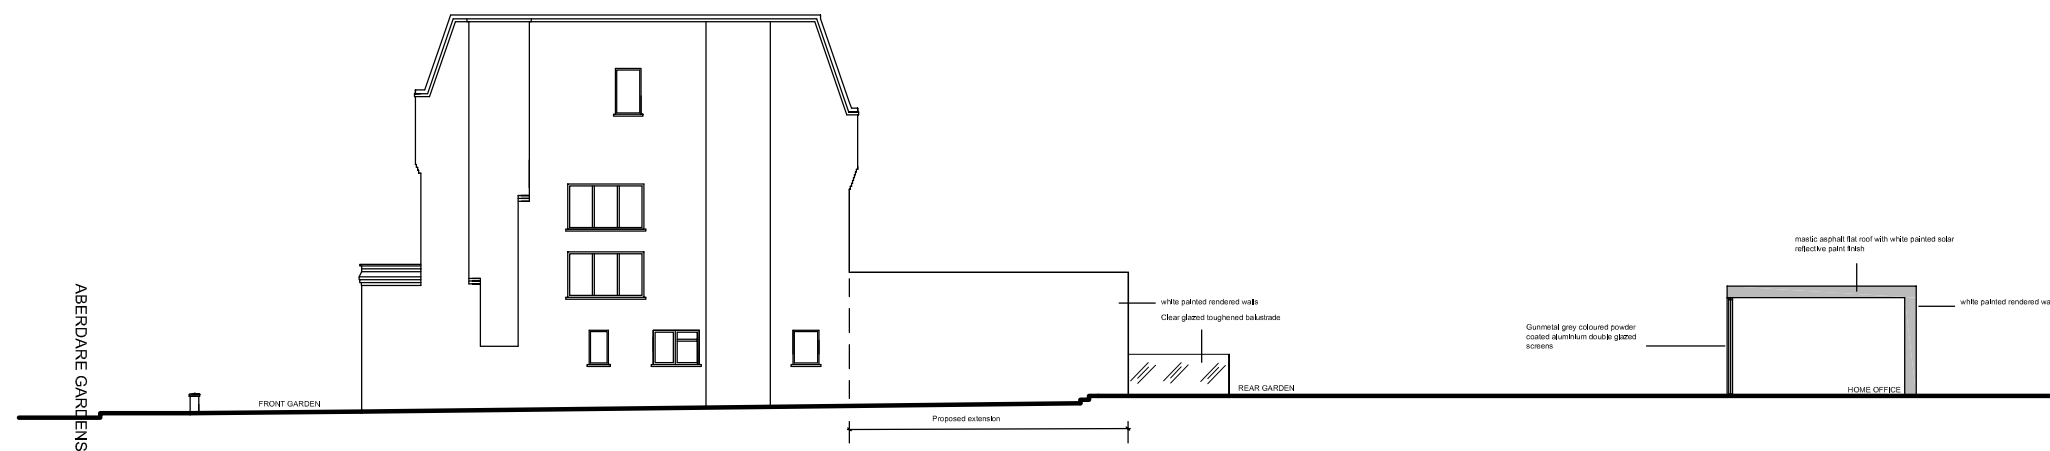 ABERDARE GARDENS
FRONT GARDEN
Proposed extension
white painted rendered walls
Clear glazed toughened balustrade
REAR GARDEN
Gunmetal grey coloured powder
coated aluminium double glazed
screens
mastic asphalt flat roof with white painted solar
reflective paint finish
white painted rendered wa
HOME OFFICE